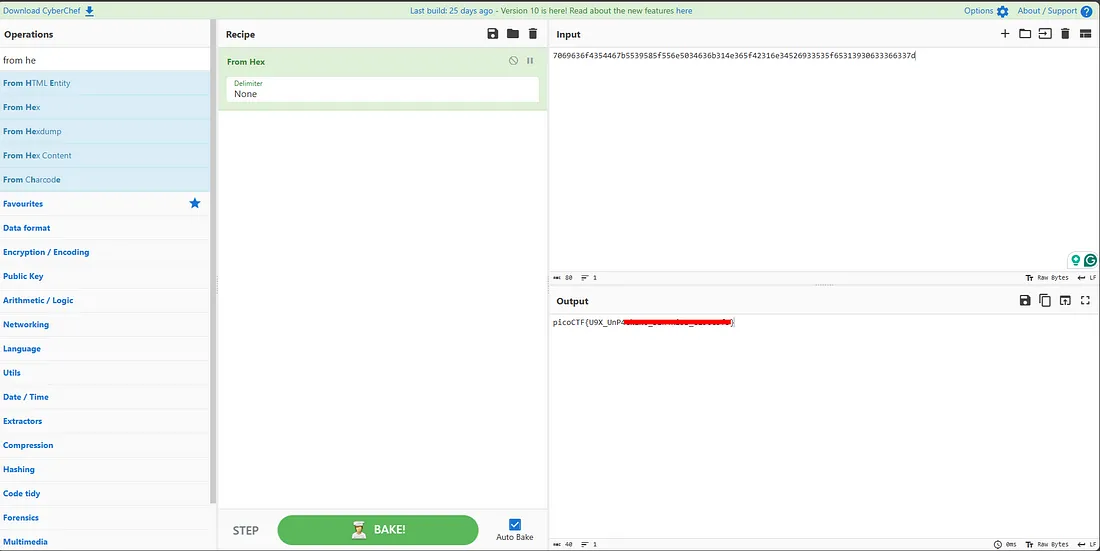 Download CyberChef
Last build: 25 days ago - Version 10 is here! Read about the new features here
Options
About / Support
Operations
from he
From HTML Entity
From Hex
From Hexdump
From Hex Content
From Charcode
Favourites
Data format
Encryption / Encoding
Public Key
Arithmetic / Logic
Networking
Language
Utils
Date / Time
Extractors
Compression
Hashing
Code tidy
Forensics
Multimedia
Recipe
From Hex
Delimiter
None
STEP
BAKE!
Auto Bake
Input
7069636f4354467b5539585f556e5034636b314e365f42316e34526933535f65313930633366337d
80 1
Raw Bytes LF
Output
picoCTF{U9X_UnP4
}
40 1
0ms Raw Bytes LF